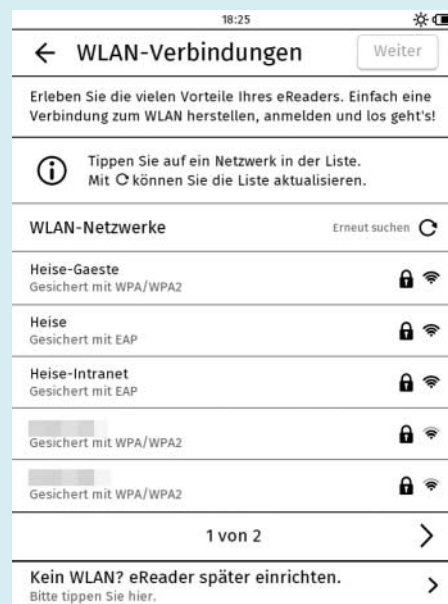 18:25
WLAN-Verbindungen
Weiter
Erleben Sie die vielen Vorteile Ihres eReaders. Einfach eine
Verbindung zum WLAN herstellen, anmelden und los geht's!
Tippen Sie auf ein Netzwerk in der Liste.
Mit können Sie die Liste aktualisieren.
WLAN-Netzwerke
Erneut suchen
Heise-Gaeste
Gesichert mit WPA/WPA2
Heise
Gesichert mit EAP
Heise-Intranet
Gesichert mit EAP
Gesichert mit WPA/WPA2
Gesichert mit WPA/WPA2
1 von 2
Kein WLAN? eReader später einrichten.
Bitte tippen Sie hier.